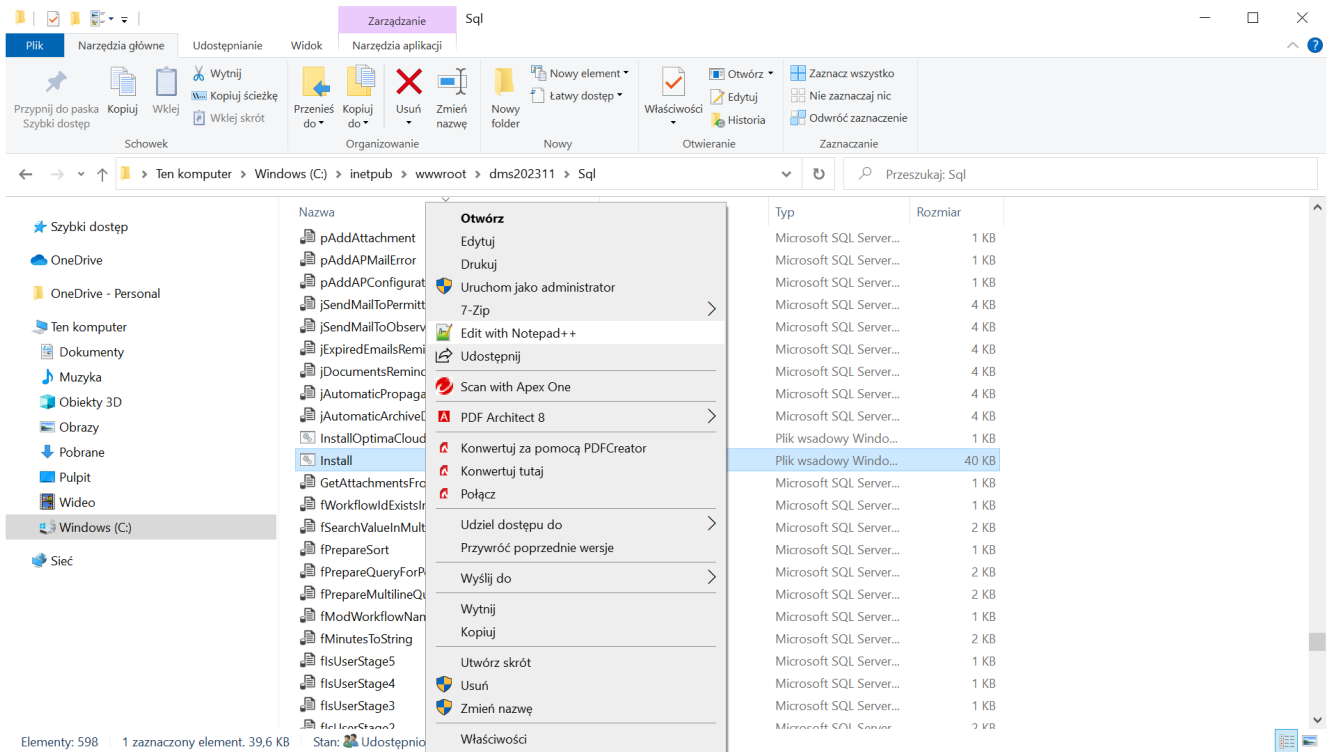 Zarządzanie
Sql
Plik
Narzędzia główne
Udostępnianie
Widok
Narzędzia aplikacji
Przypnij do paska
Szybki dostęp
Kopiuj
Wklej
Wytnij
Kopiuj ścieżkę
Wklej skrót
Schowek
Przenieś
do
Kopiuj
do
Usuń
Zmień
nazwę
Organizowanie
Nowy
folder
Nowy element
Łatwy dostęp
Nowy
Właściwości
Otwórz
Edytuj
Historia
Otwieranie
Zaznacz wszystko
Nie zaznaczaj nic
Odwróć zaznaczenie
Zaznaczanie
Ten komputer > Windows (C:) > inetpub > wwwroot > dms202311 > Sql
Przeszukaj: Sql
Szybki dostęp
OneDrive
OneDrive - Personal
Ten komputer
Dokumenty
Muzyka
Obiekty 3D
Obrazy
Pobrane
Pulpit
Wideo
Windows (C:)
Sieć
Nazwa
Typ
Rozmiar
pAddAttachment
Microsoft SQL Server... 1 KB
pAddAPMailError
Microsoft SQL Server... 1 KB
pAddAPConfigurat
Microsoft SQL Server... 1 KB
jSendMailToPermitt
Microsoft SQL Server... 4 KB
jSendMailToObserv
Microsoft SQL Server... 4 KB
jExpiredEmailsRemi
Microsoft SQL Server... 4 KB
jDocumentsReminc
Microsoft SQL Server... 4 KB
jAutomaticPropaga
Microsoft SQL Server... 4 KB
jAutomaticArchive
Microsoft SQL Server... 4 KB
InstallOptimaCloud
Plik wsadowy Windo... 1 KB
Install
Plik wsadowy Windo... 40 KB
GetAttachmentsFro
Microsoft SQL Server... 1 KB
fWorkflowIdExistsIr
Microsoft SQL Server... 1 KB
fSearchValueInMult
Microsoft SQL Server... 2 KB
fPrepareSort
Microsoft SQL Server... 1 KB
fPrepareQueryForP
Microsoft SQL Server... 2 KB
fPrepareMultilineQu
Microsoft SQL Server... 2 KB
fModWorkflowNan
Microsoft SQL Server... 1 KB
fMinutesToString
Microsoft SQL Server... 2 KB
fIsUserStage5
Microsoft SQL Server... 1 KB
fIsUserStage4
Microsoft SQL Server... 1 KB
fIsUserStage3
Microsoft SQL Server... 1 KB
fIsUserStage2
Microsoft SQL Server... 2 KB
Otwórz
Edytuj
Drukuj
Uruchom jako administrator
7-Zip
Edit with Notepad++
Udostępnij
Scan with Apex One
PDF Architect 8
Konwertuj za pomocą PDFCreator
Konwertuj tutaj
Połącz
Udziel dostępu do
Przywróć poprzednie wersje
Wyślij do
Wytnij
Kopiuj
Utwórz skrót
Usuń
Zmień nazwę
Właściwości
Elementy: 598
1 zaznaczony element. 39,6 KB
Stan: Udostępnio